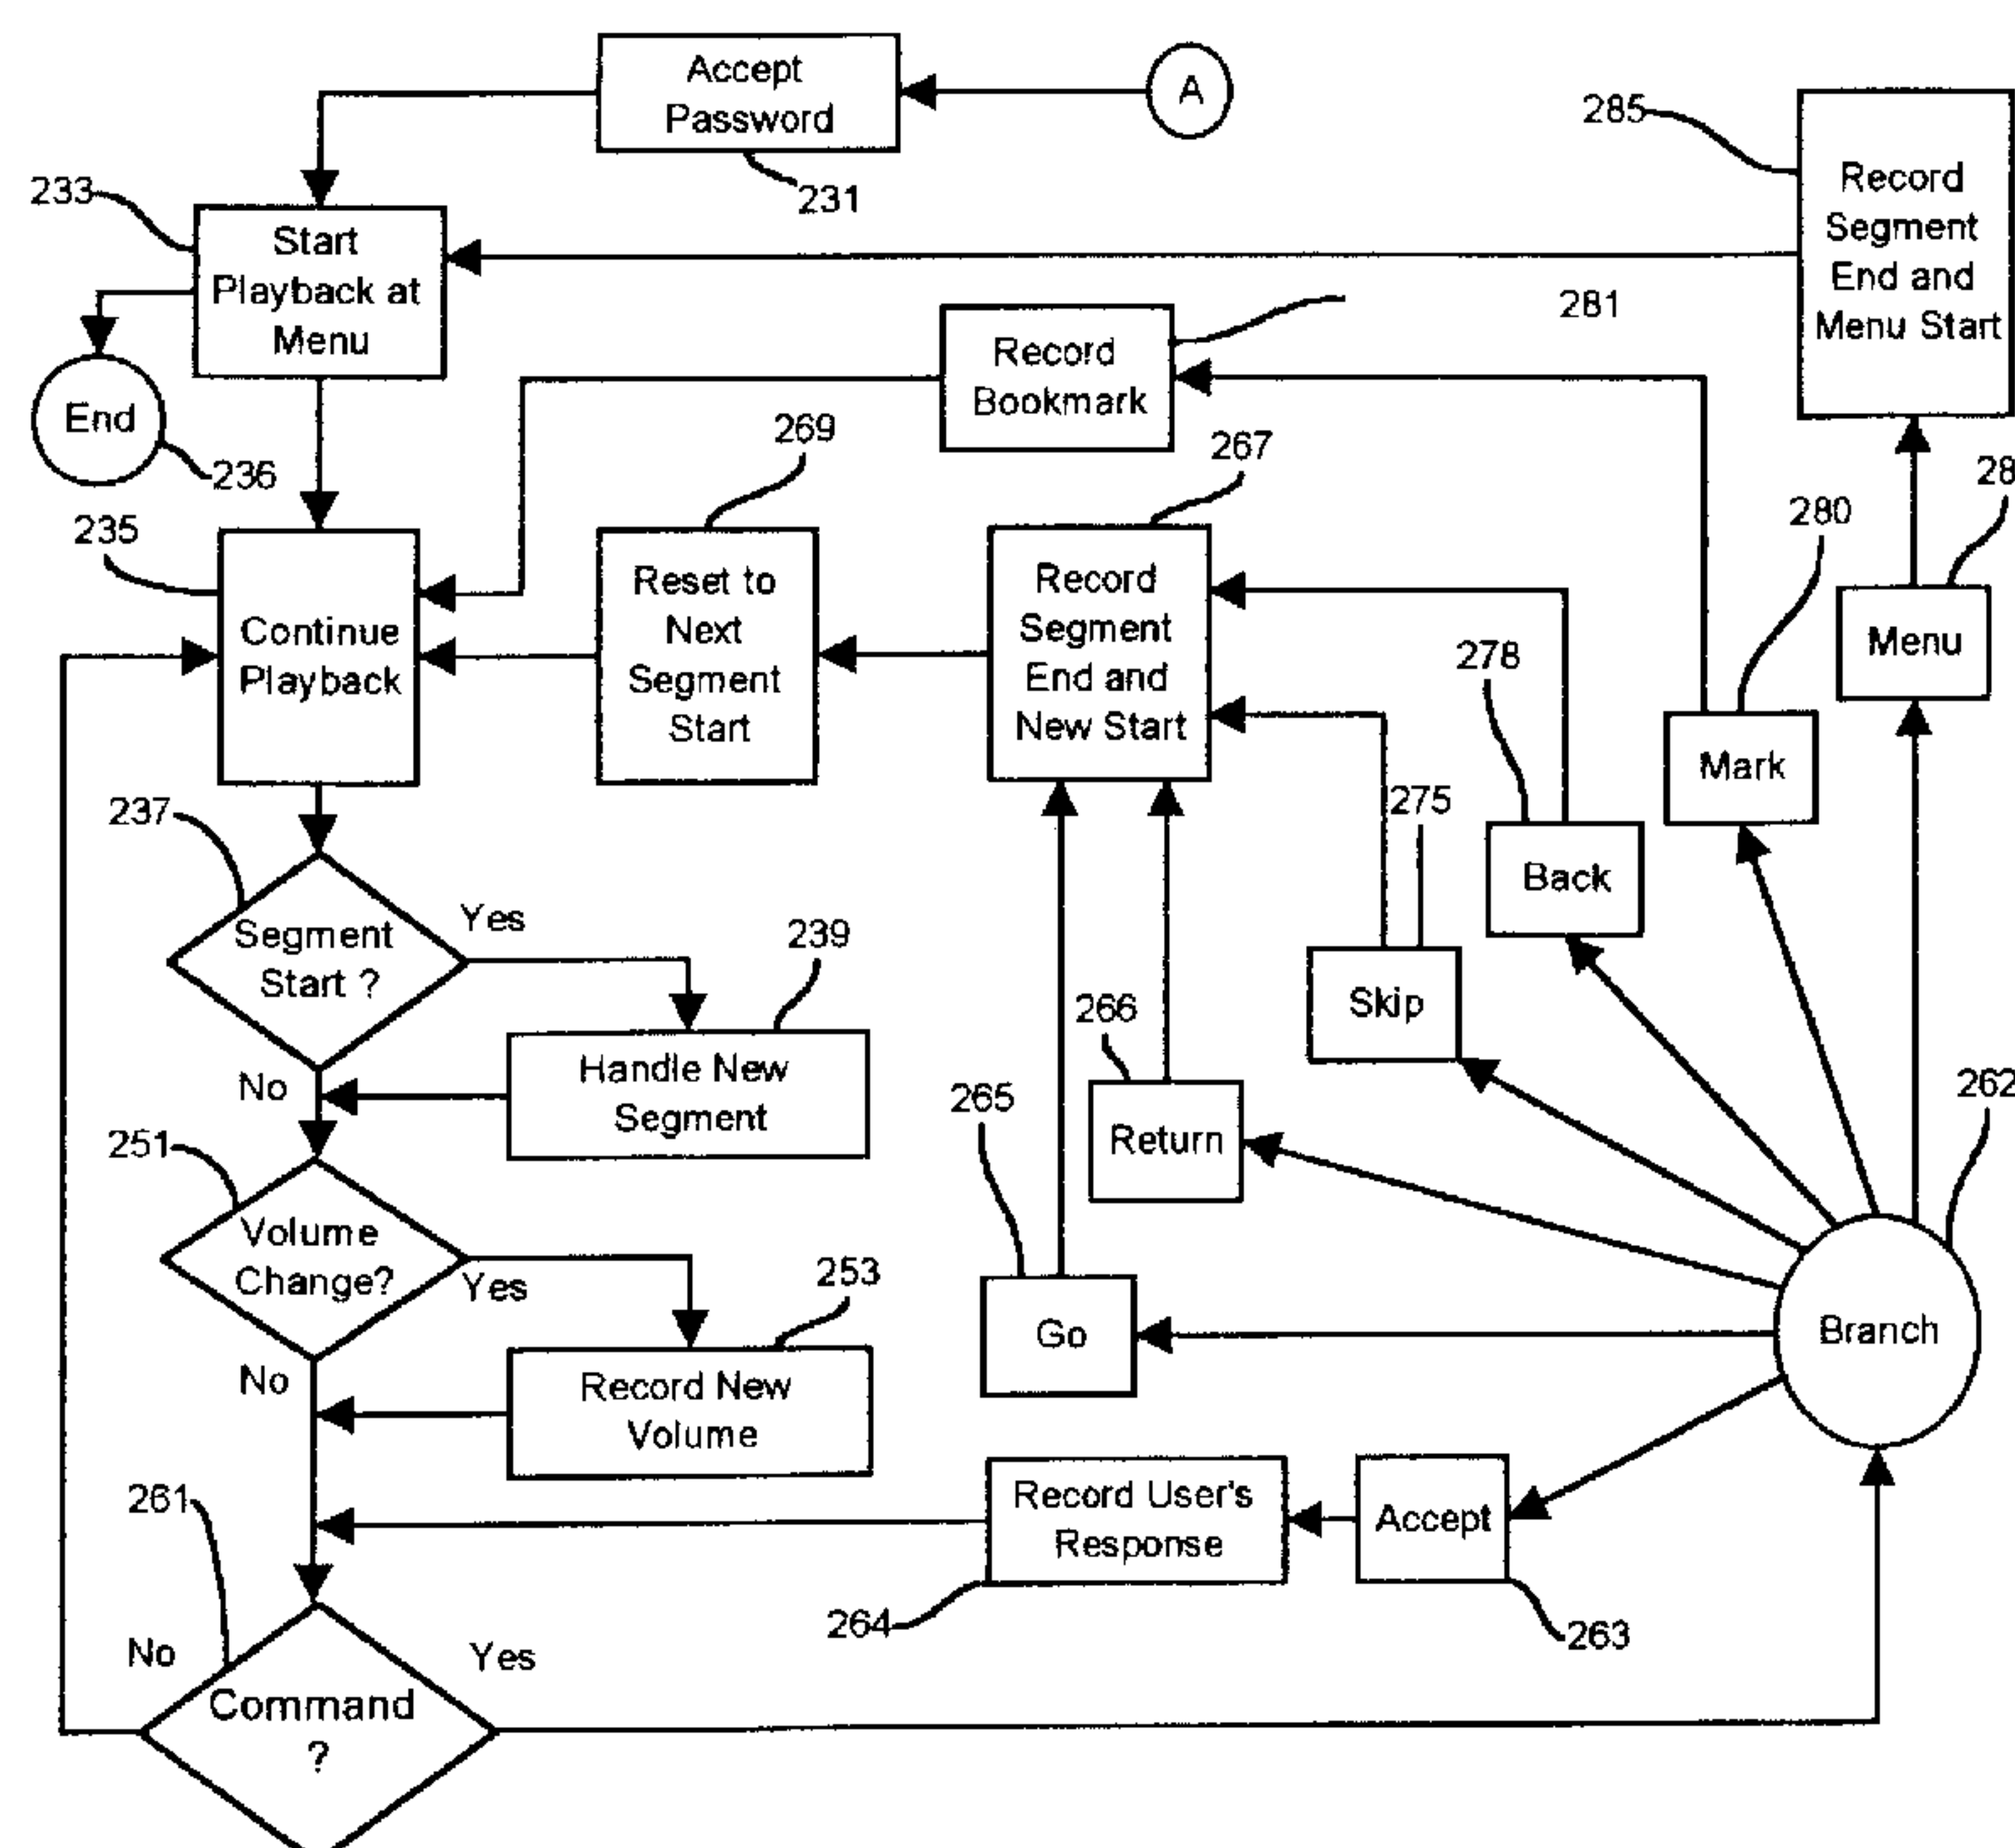 Accept
Password
A
231
233
Start
Playback at
Menu
285
Record
Segment
End and
Menu Start
281
Record
Bookmark
End
236
269
267
28
280
235
Continue
Playback
Reset to
Next
Segment
Start
Record
Segment
End and
New Start
Menu
278
Mark
275
237
Back
Segment
Start ?
Yes
239
Skip
266
No
Handle New
Segment
265
262
251
Return
Volume
Change?
Yes
253
Go
Branch
No
Record New
Volume
261
Record User's
Response
Accept
264
263
No
Yes
Command
?